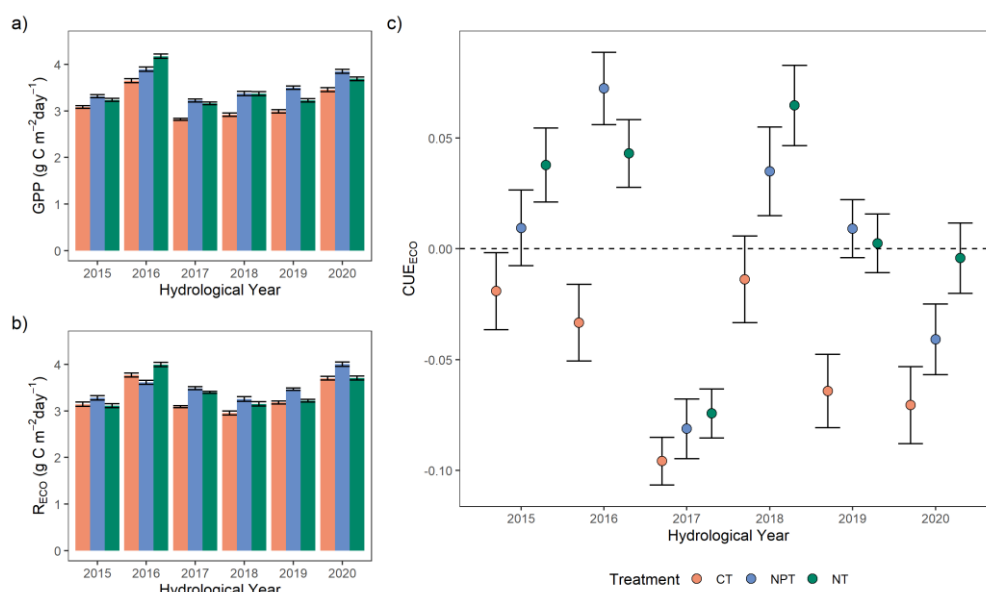 a)
GPP (g C m⁻²day⁻¹)
4
3
2
1
0
2015 2016 2017 2018 2019 2020
Hydrological Year
b)
R_ECO (g C m⁻²day⁻¹)
4
3
2
1
0
2015 2016 2017 2018 2019 2020
Hydrological Year
c)
CUE_ECO
0.05
0.00
-0.05
-0.10
2015 2016 2017 2018 2019 2020
Hydrological Year
Treatment CT NPT NT